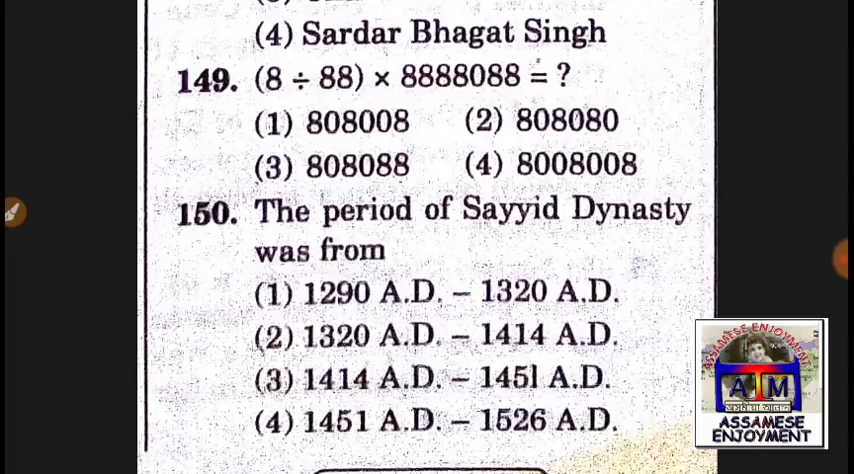 (4) Sardar Bhagat Singh
149. (8 ÷ 88) × 8888088 = ?
(1) 808008 (2) 808080
(3) 808088 (4) 8008008
150. The period of Sayyid Dynasty
was from
(1) 1290 A.D. – 1320 A.D.
(2) 1320 A.D. – 1414 A.D.
(3) 1414 A.D. – 1451 A.D.
(4) 1451 A.D. – 1526 A.D.
ASSAMESE ENJOYMENT
ATM
ASSAMESE
ENJOYMENT